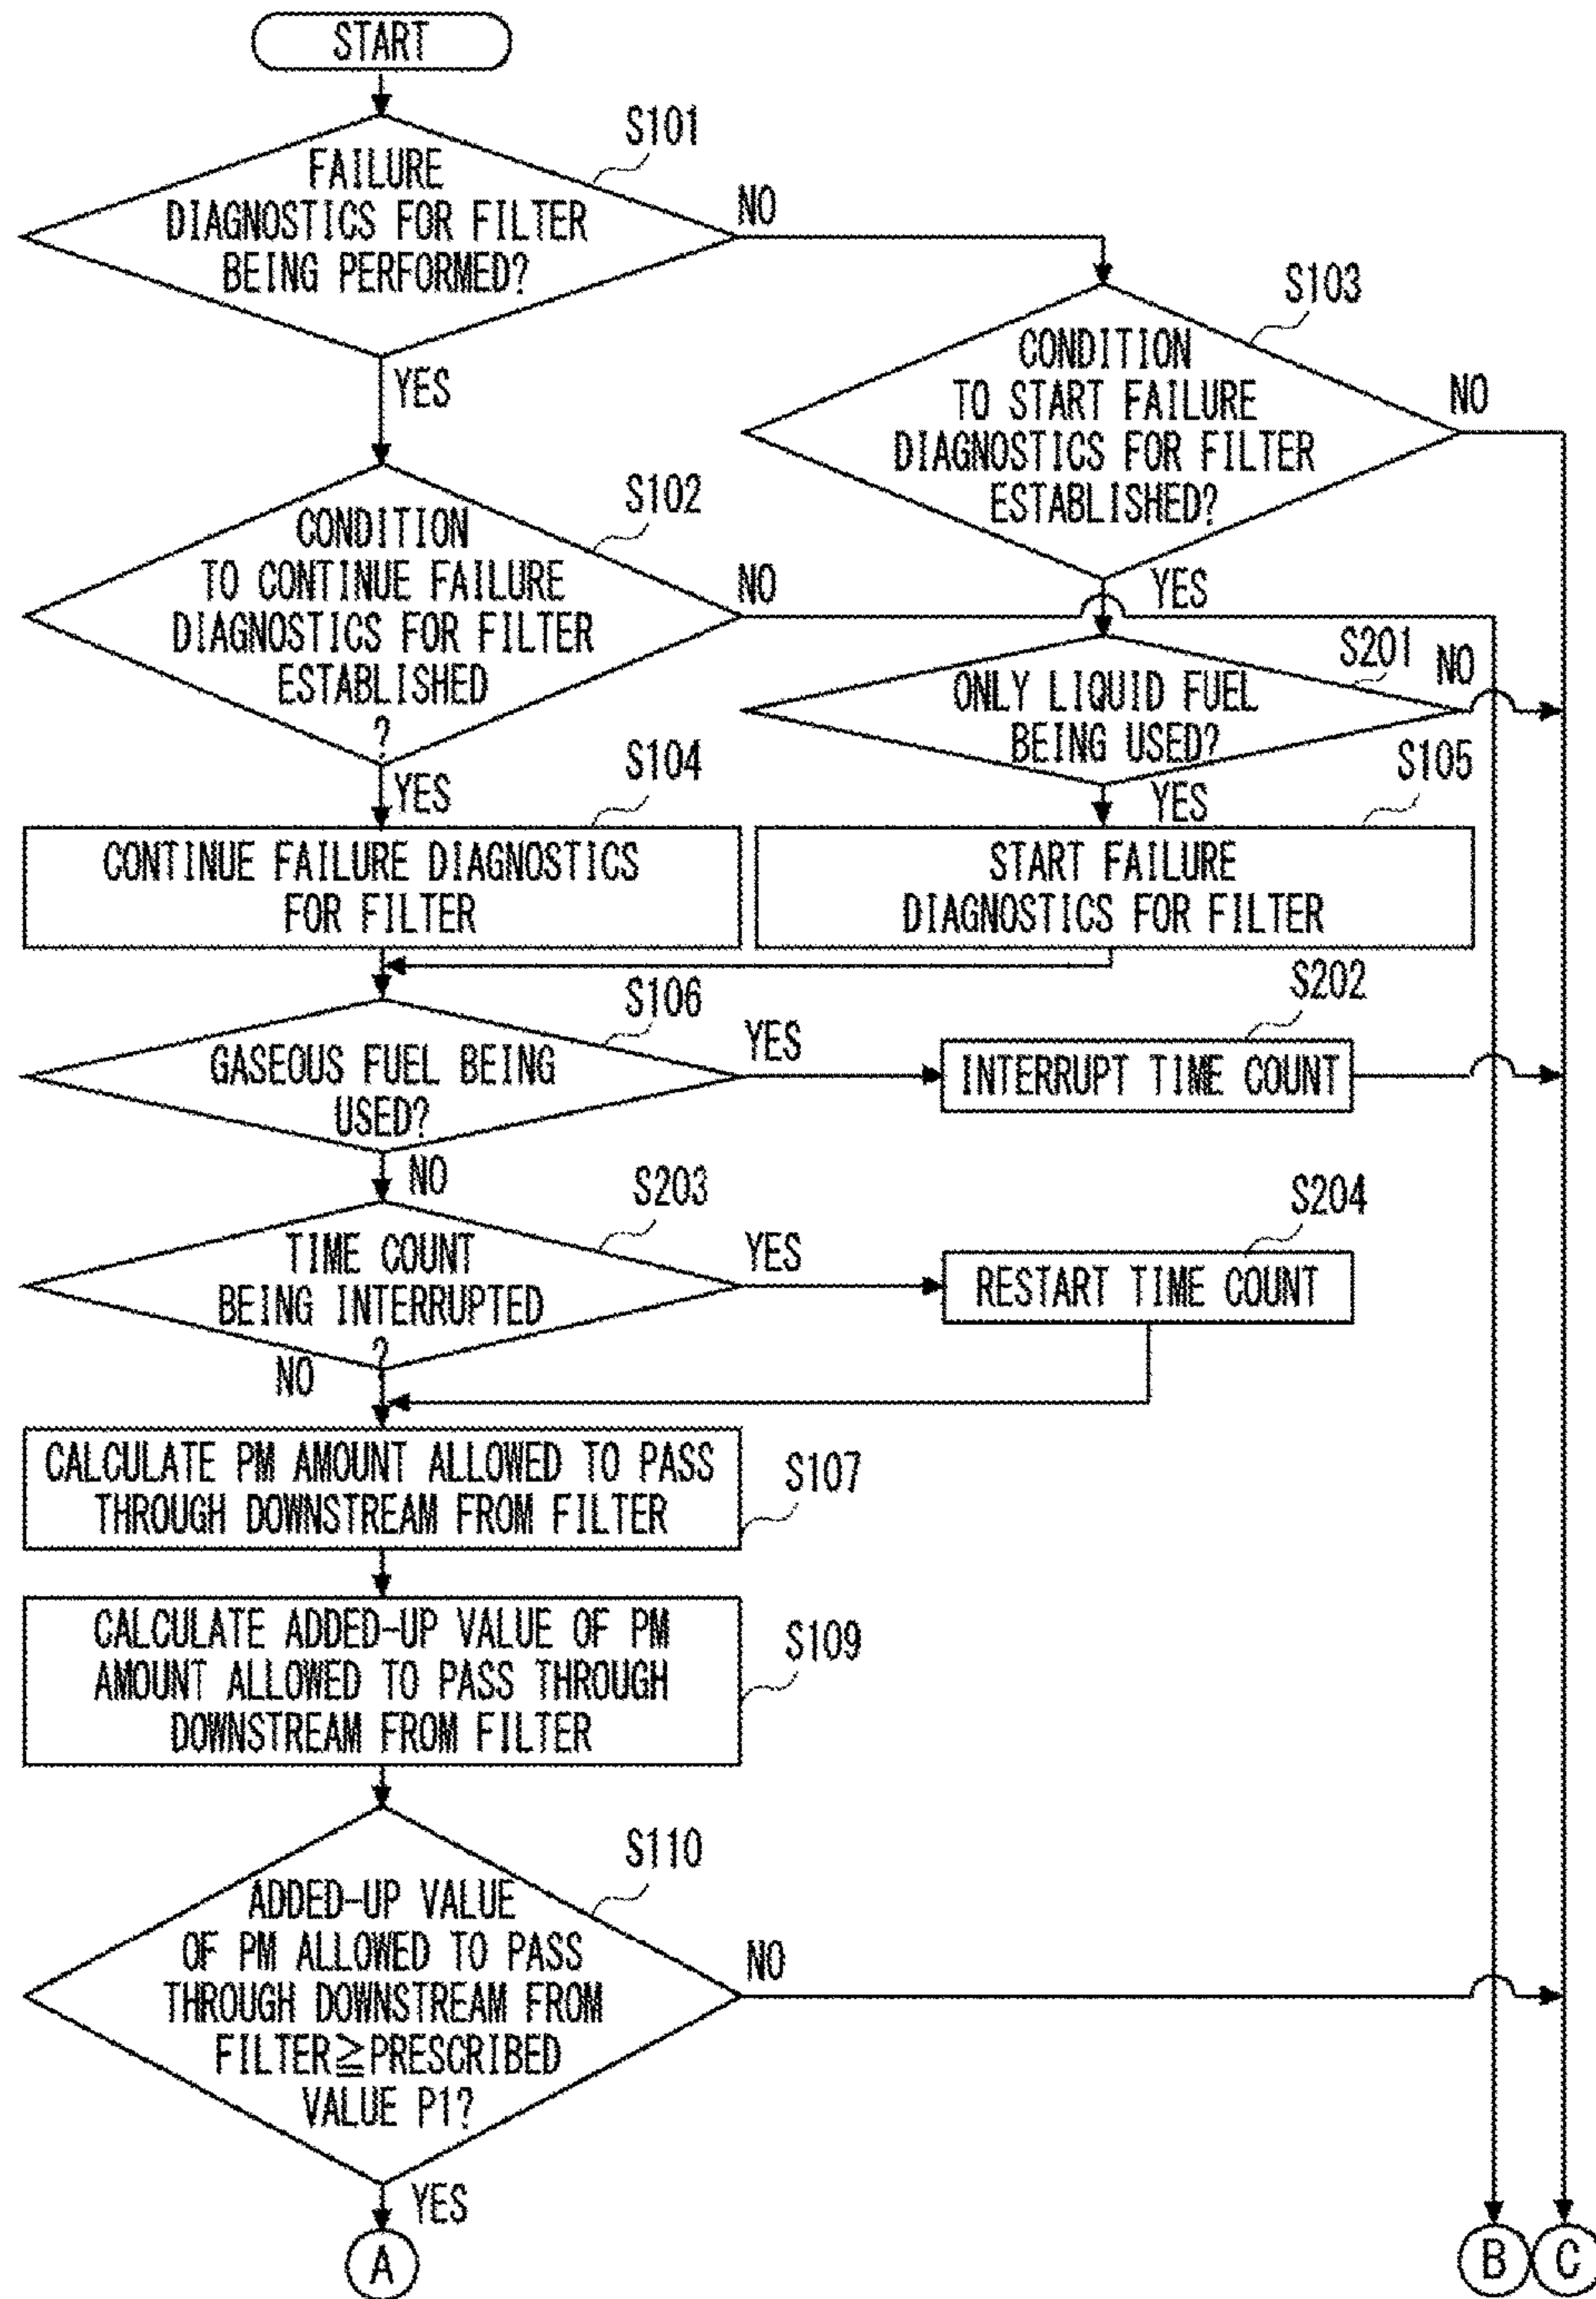 START
S101
FAILURE
DIAGNOSTICS FOR FILTER
BEING PERFORMED?
NO
YES
S103
CONDITION
TO START FAILURE
DIAGNOSTICS FOR FILTER
ESTABLISHED?
NO
YES
S102
CONDITION
TO CONTINUE FAILURE
DIAGNOSTICS FOR FILTER
ESTABLISHED
?
NO
YES
S201
ONLY LIQUID FUEL
BEING USED?
NO
YES
S104
CONTINUE FAILURE DIAGNOSTICS
FOR FILTER
S105
START FAILURE
DIAGNOSTICS FOR FILTER
S106
GASEOUS FUEL BEING
USED?
YES
NO
S202
INTERRUPT TIME COUNT
S203
TIME COUNT
BEING INTERRUPTED
?
YES
NO
S204
RESTART TIME COUNT
CALCULATE PM AMOUNT ALLOWED TO PASS
THROUGH DOWNSTREAM FROM FILTER
S107
CALCULATE ADDED-UP VALUE OF PM
AMOUNT ALLOWED TO PASS THROUGH
DOWNSTREAM FROM FILTER
S109
S110
ADDED-UP VALUE
OF PM ALLOWED TO PASS
THROUGH DOWNSTREAM FROM
FILTER≧PRESCRIBED
VALUE P1?
NO
YES
A
B
C